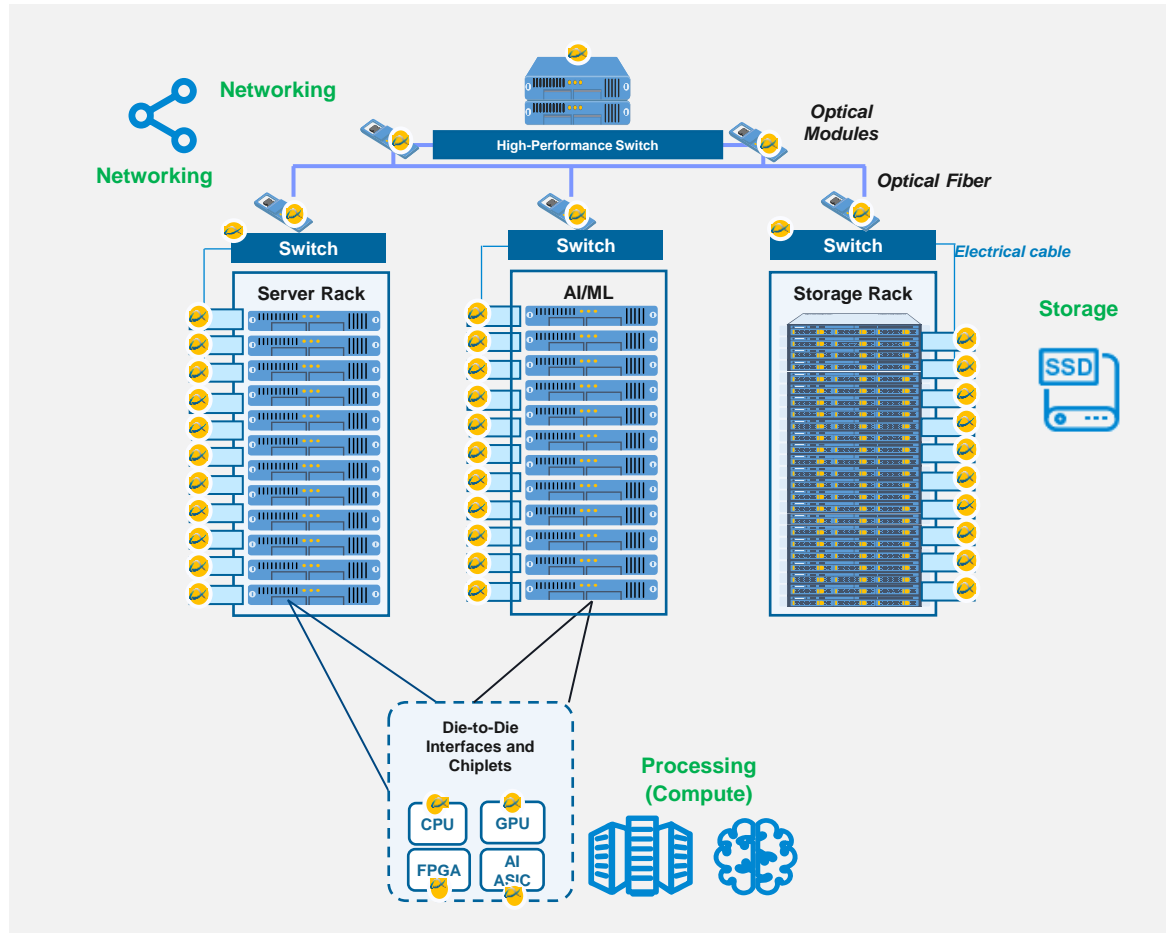 Networking
Networking
Optical
Modules
High-Performance Switch
Optical Fiber
Switch
Switch
Switch
Electrical cable
Server Rack
AI/ML
Storage Rack
Storage
SSD
Die-to-Die
Interfaces and
Chiplets
CPU
GPU
FPGA
AI
ASIC
Processing
(Compute)